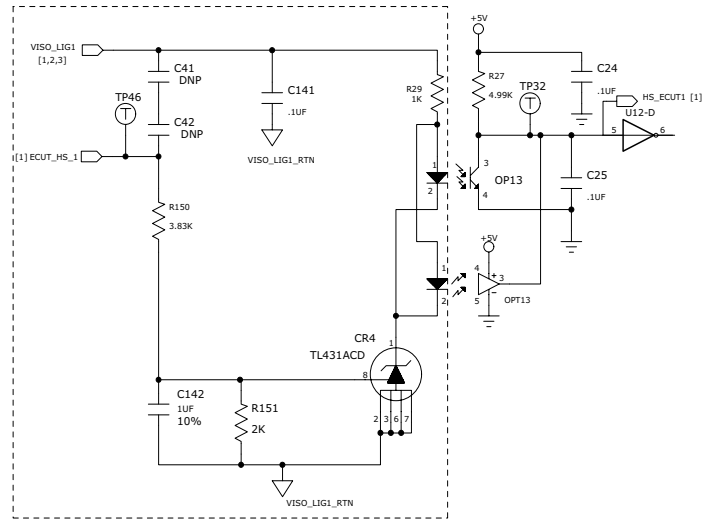 VISO_LIG1
[1,2,3]
C41
DNP
TP46
T
C42
DNP
[1] ECUT_HS_1
C141
.1UF
VISO_LIG1_RTN
R150
3.83K
R29
1K
1
2
1
2
+5V
R27
4.99K
TP32
T
C24
.1UF
HS_ECUT1 [1]
U12-D
5
6
3
4
OP13
C25
.1UF
+5V
4
+
3
5
−
OPT13
CR4
TL431ACD
1
8
2
3
6
7
C142
1UF
10%
R151
2K
VISO_LIG1_RTN